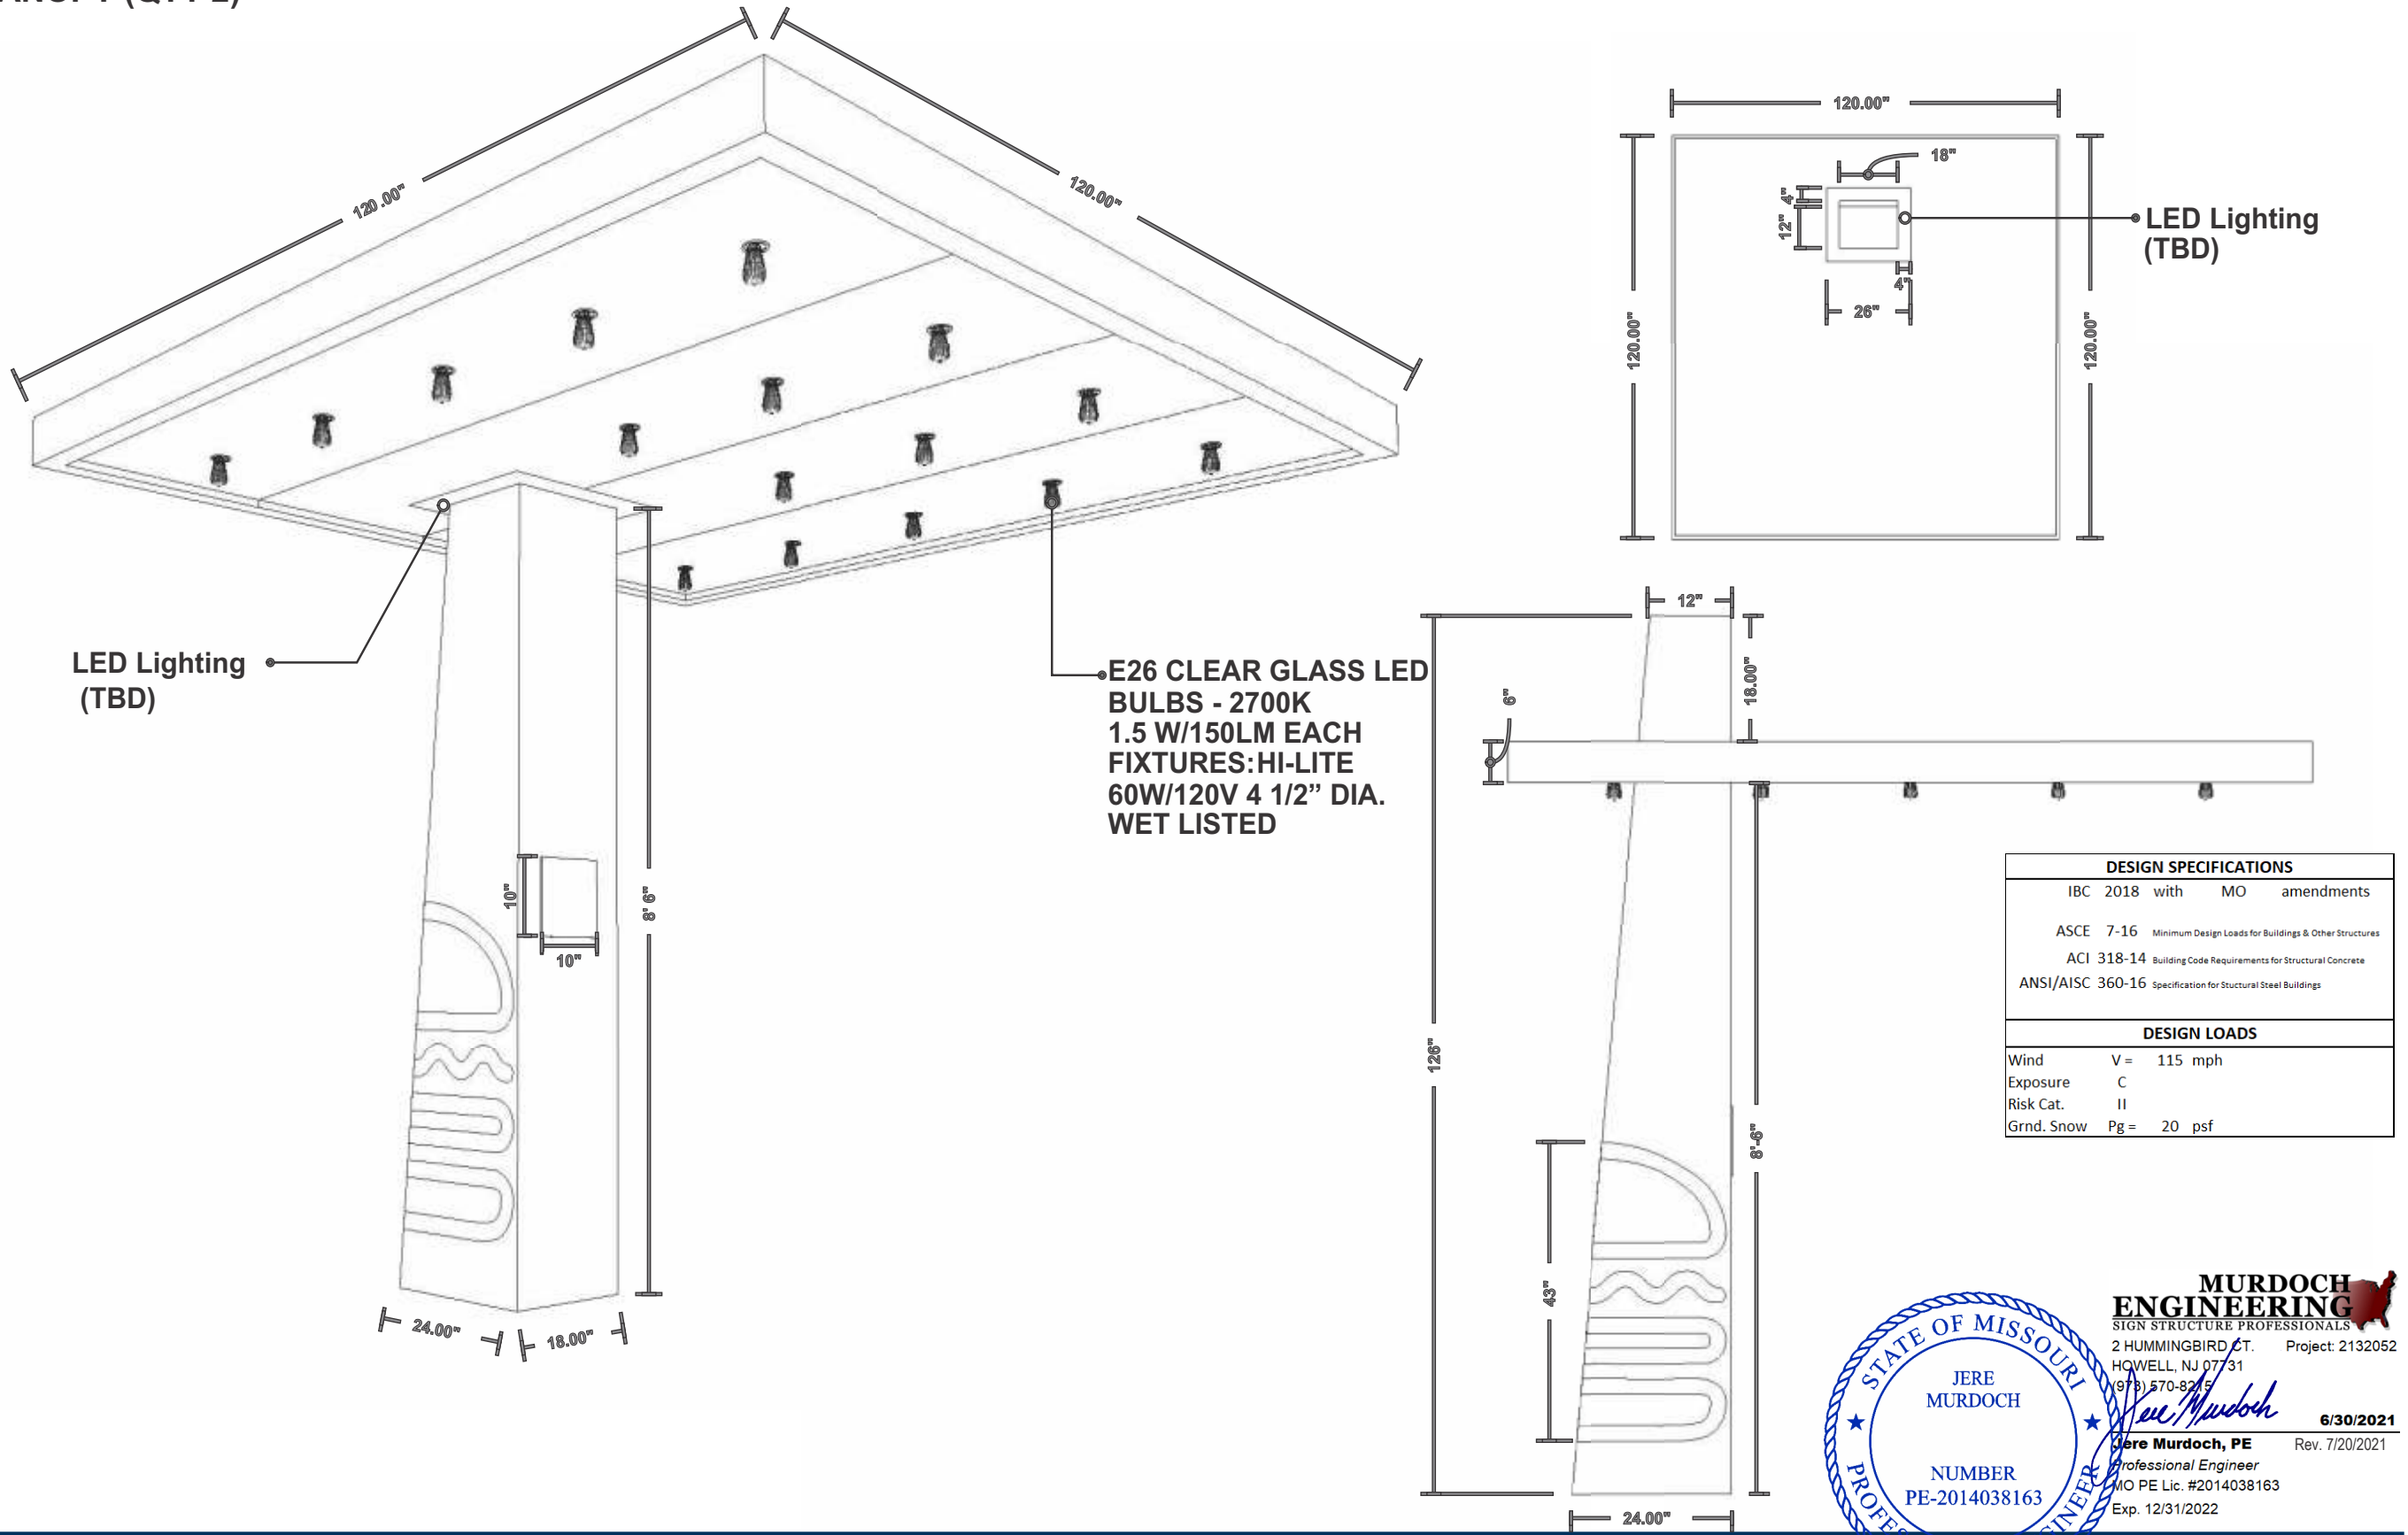 120.00"
120.00"
LED Lighting
(TBD)
E26 CLEAR GLASS LED
BULBS - 2700K
1.5 W/150LM EACH
FIXTURES:HI-LITE
60W/120V 4 1/2” DIA.
WET LISTED
8' 6"
10"
10"
24.00"
18.00"
120.00"
18"
4"
12"
LED Lighting
(TBD)
4"
26"
120.00"
120.00"
12"
18.00"
6"
126"
8'-6"
43"
24.00"
DESIGN SPECIFICATIONS
IBC 2018 with MO amendments
ASCE 7-16 Minimum Design Loads for Buildings & Other Structures
ACI 318-14 Building Code Requirements for Structural Concrete
ANSI/AISC 360-16 Specification for Stuctural Steel Buildings
DESIGN LOADS
Wind V = 115 mph
Exposure C
Risk Cat. II
Grnd. Snow Pg = 20 psf
STATE OF MISSOURI
JERE
MURDOCH
NUMBER
PE-2014038163
MURDOCH
ENGINEERING
SIGN STRUCTURE PROFESSIONALS
2 HUMMINGBIRD CT. Project: 2132052
HOWELL, NJ 07731
(973) 570-8215
Jere Murdoch
6/30/2021
Jere Murdoch, PE Rev. 7/20/2021
Professional Engineer
MO PE Lic. #2014038163
Exp. 12/31/2022